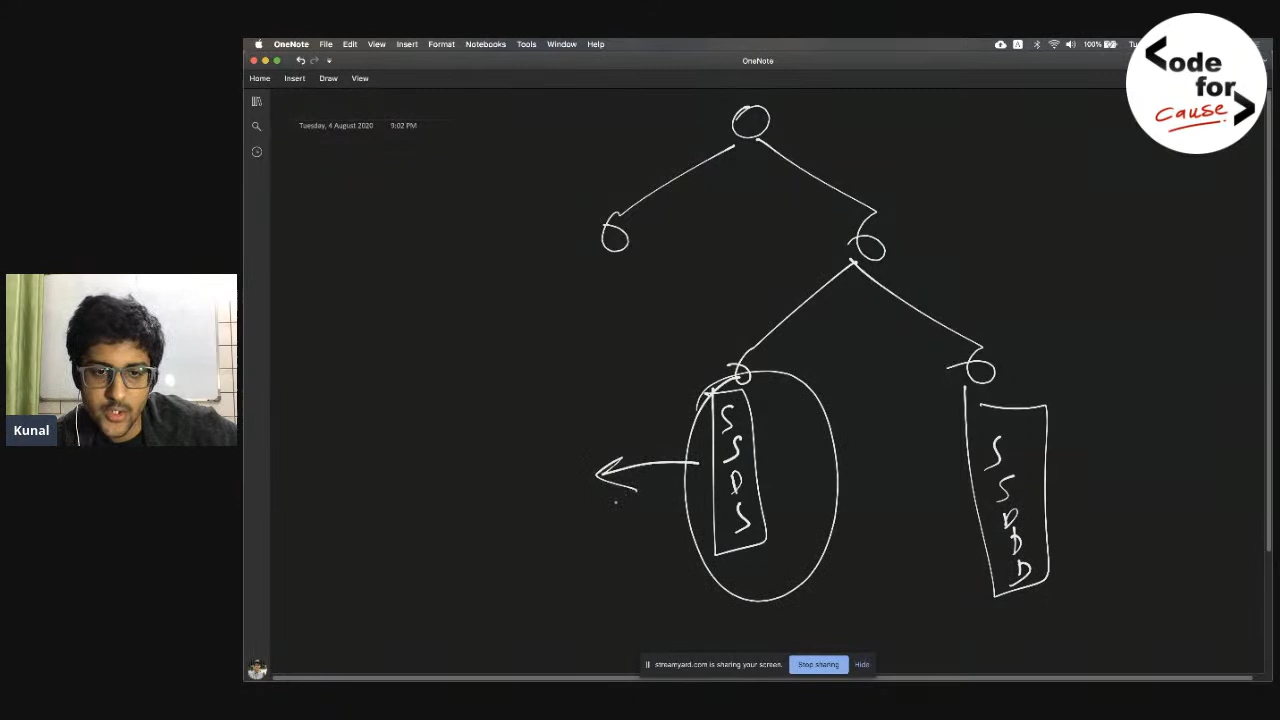 OneNote File Edit View Insert Format Notebooks Tools Window Help
100%
Tu
OneNote
Home Insert Draw View
Tuesday, 4 August 2020 9:02 PM
<ode
for>
cause
Kunal
S
S
D
S
S
S
D
D
D
streamyard.com is sharing your screen. Stop sharing Hide